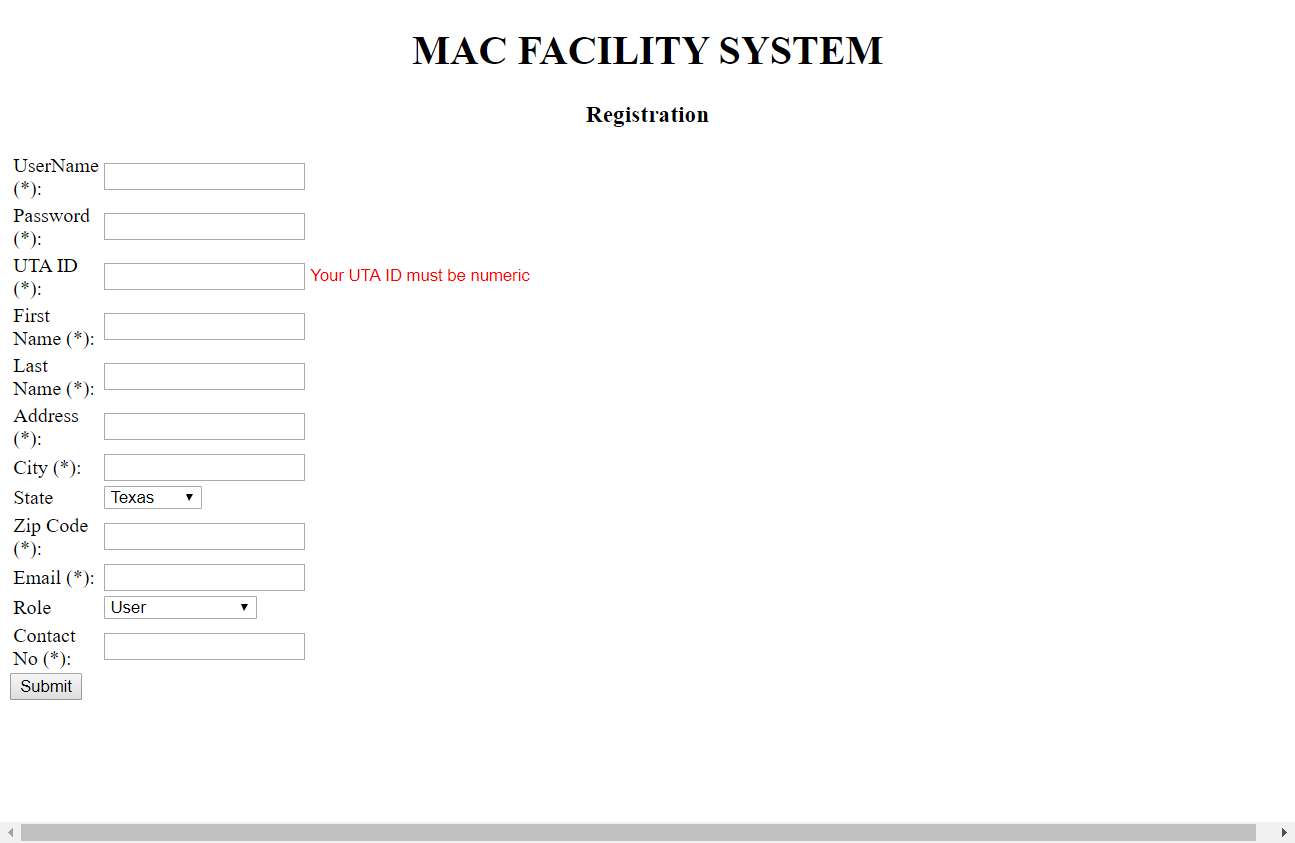 MAC FACILITY SYSTEM
Registration
UserName
(*):
Password
(*):
UTA ID
(*):
Your UTA ID must be numeric
First
Name (*):
Last
Name (*):
Address
(*):
City (*):
State
Texas
Zip Code
(*):
Email (*):
Role
User
Contact
No (*):
Submit